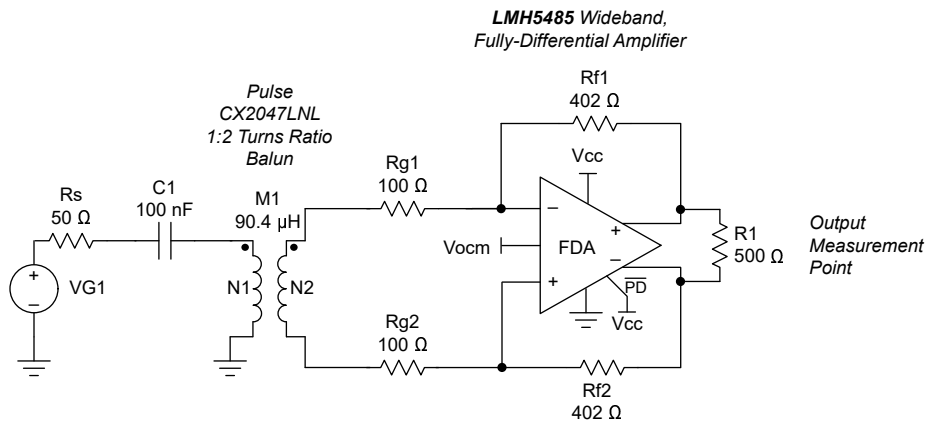 LMH5485 Wideband,
Fully-Differential Amplifier
Rf1
402 Ω
Pulse
CX2047LNL
1:2 Turns Ratio
Balun
Vcc
Rg1
100 Ω
C1
100 nF
M1
90.4 μH
Rs
50 Ω
+
−
VG1
N1
N2
−
+
Vocm
FDA
+
−
PD
Vcc
R1
500 Ω
Output
Measurement
Point
Rg2
100 Ω
Rf2
402 Ω